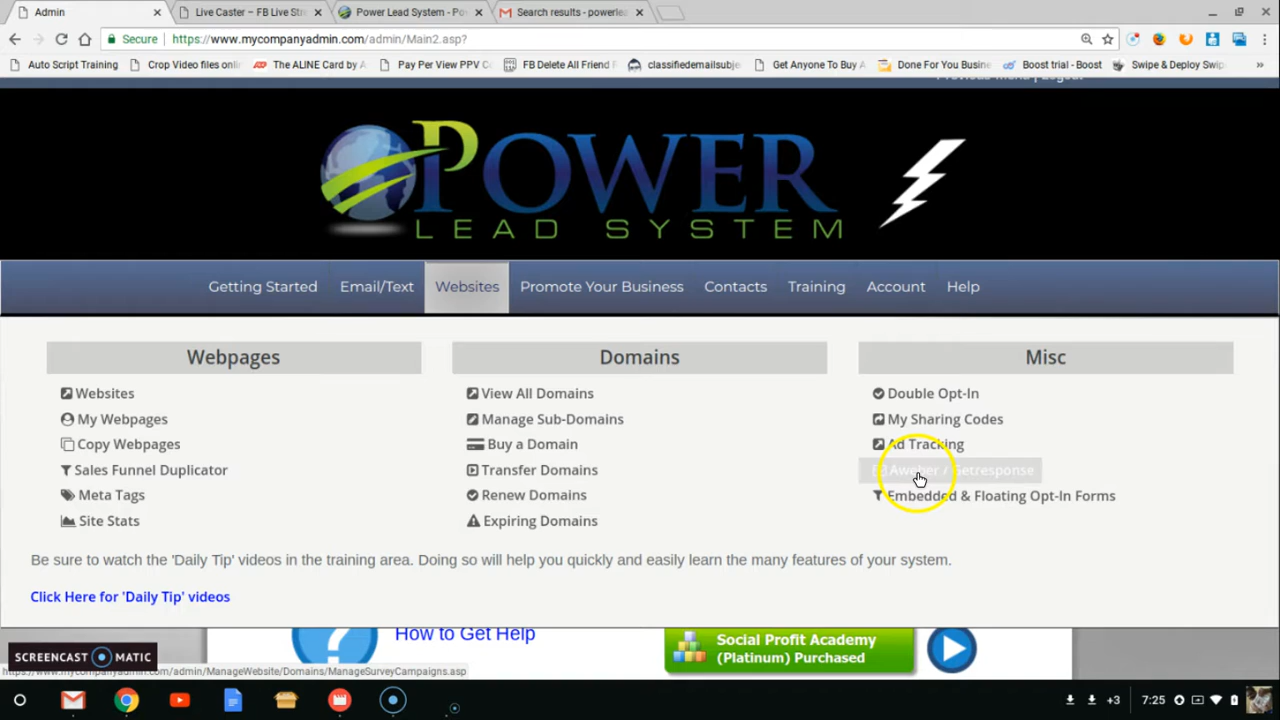 Admin
Live Caster – FB Live Stre
Power Lead System - Po
Search results - powerle
Secure https://www.mycompanyadmin.com/admin/Main2.asp?
Auto Script Training
Crop Video files onli
The ALINE Card by A
Pay Per View PPV C
FB Delete All Friend
classifiedemailsubje
Get Anyone To Buy
Done For You Busine
Boost trial - Boost
Swipe & Deploy Swip
POWER
LEAD SYSTEM
Getting Started Email/Text Websites Promote Your Business Contacts Training Account Help
Webpages
Websites
My Webpages
Copy Webpages
Sales Funnel Duplicator
Meta Tags
Site Stats
Domains
View All Domains
Manage Sub-Domains
Buy a Domain
Transfer Domains
Renew Domains
Expiring Domains
Misc
Double Opt-In
My Sharing Codes
Ad Tracking
Aweber / Getresponse
Embedded & Floating Opt-In Forms
Be sure to watch the 'Daily Tip' videos in the training area. Doing so will help you quickly and easily learn the many features of your system.
Click Here for 'Daily Tip' videos
How to Get Help
Social Profit Academy
(Platinum) Purchased
SCREENCAST MATIC
https://www.mycompanyadmin.com/admin/ManageWebsite/Domains/ManageSurveyCampaigns.asp
+3 7:25